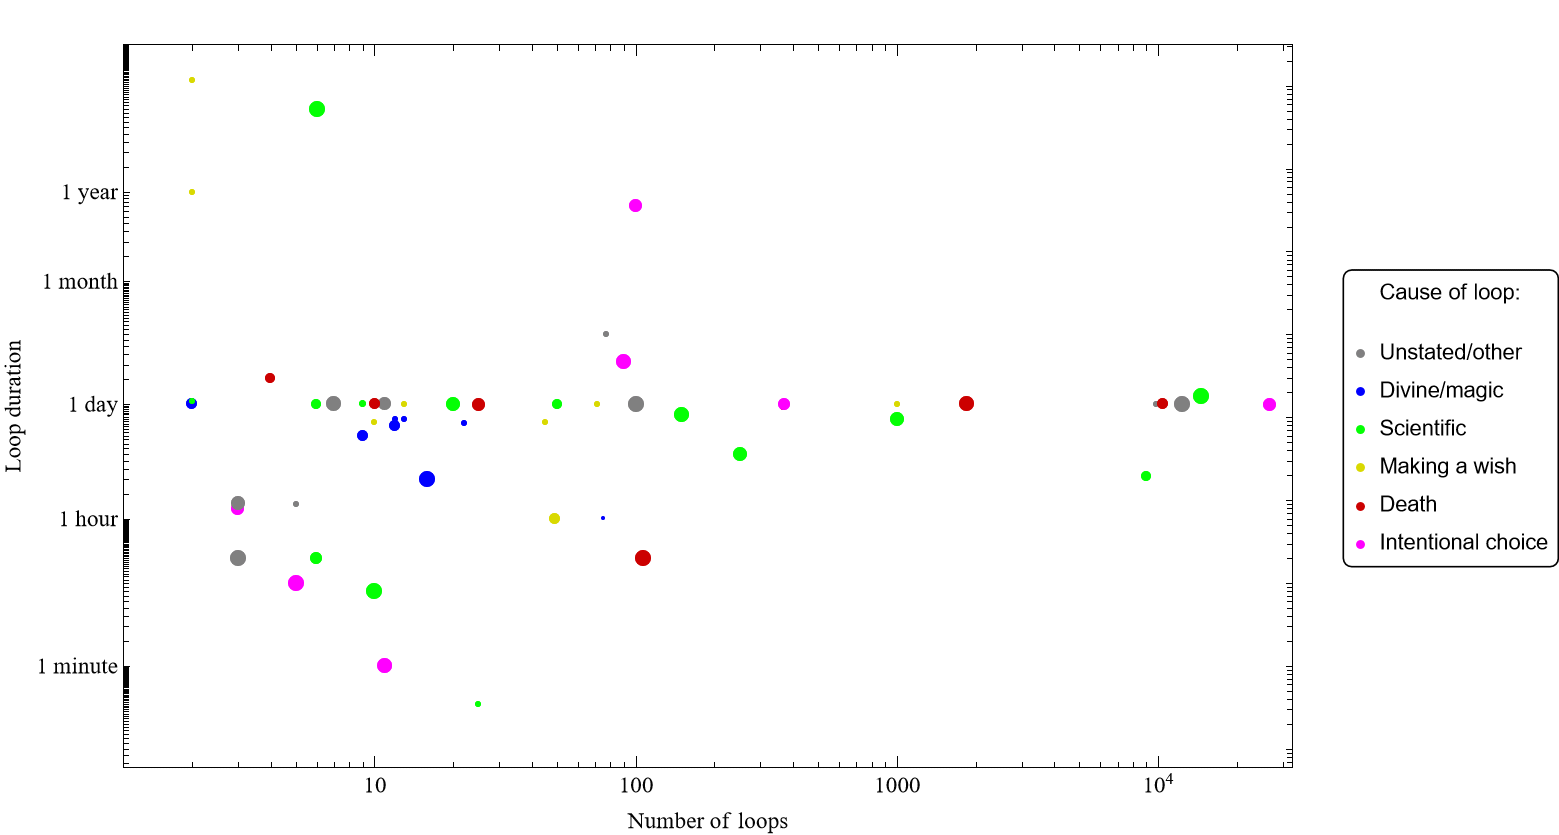 1 year
1 month
1 day
1 hour
1 minute
Loop duration
10
100
1000
10⁴
Number of loops
Cause of loop:
Unstated/other
Divine/magic
Scientific
Making a wish
Death
Intentional choice